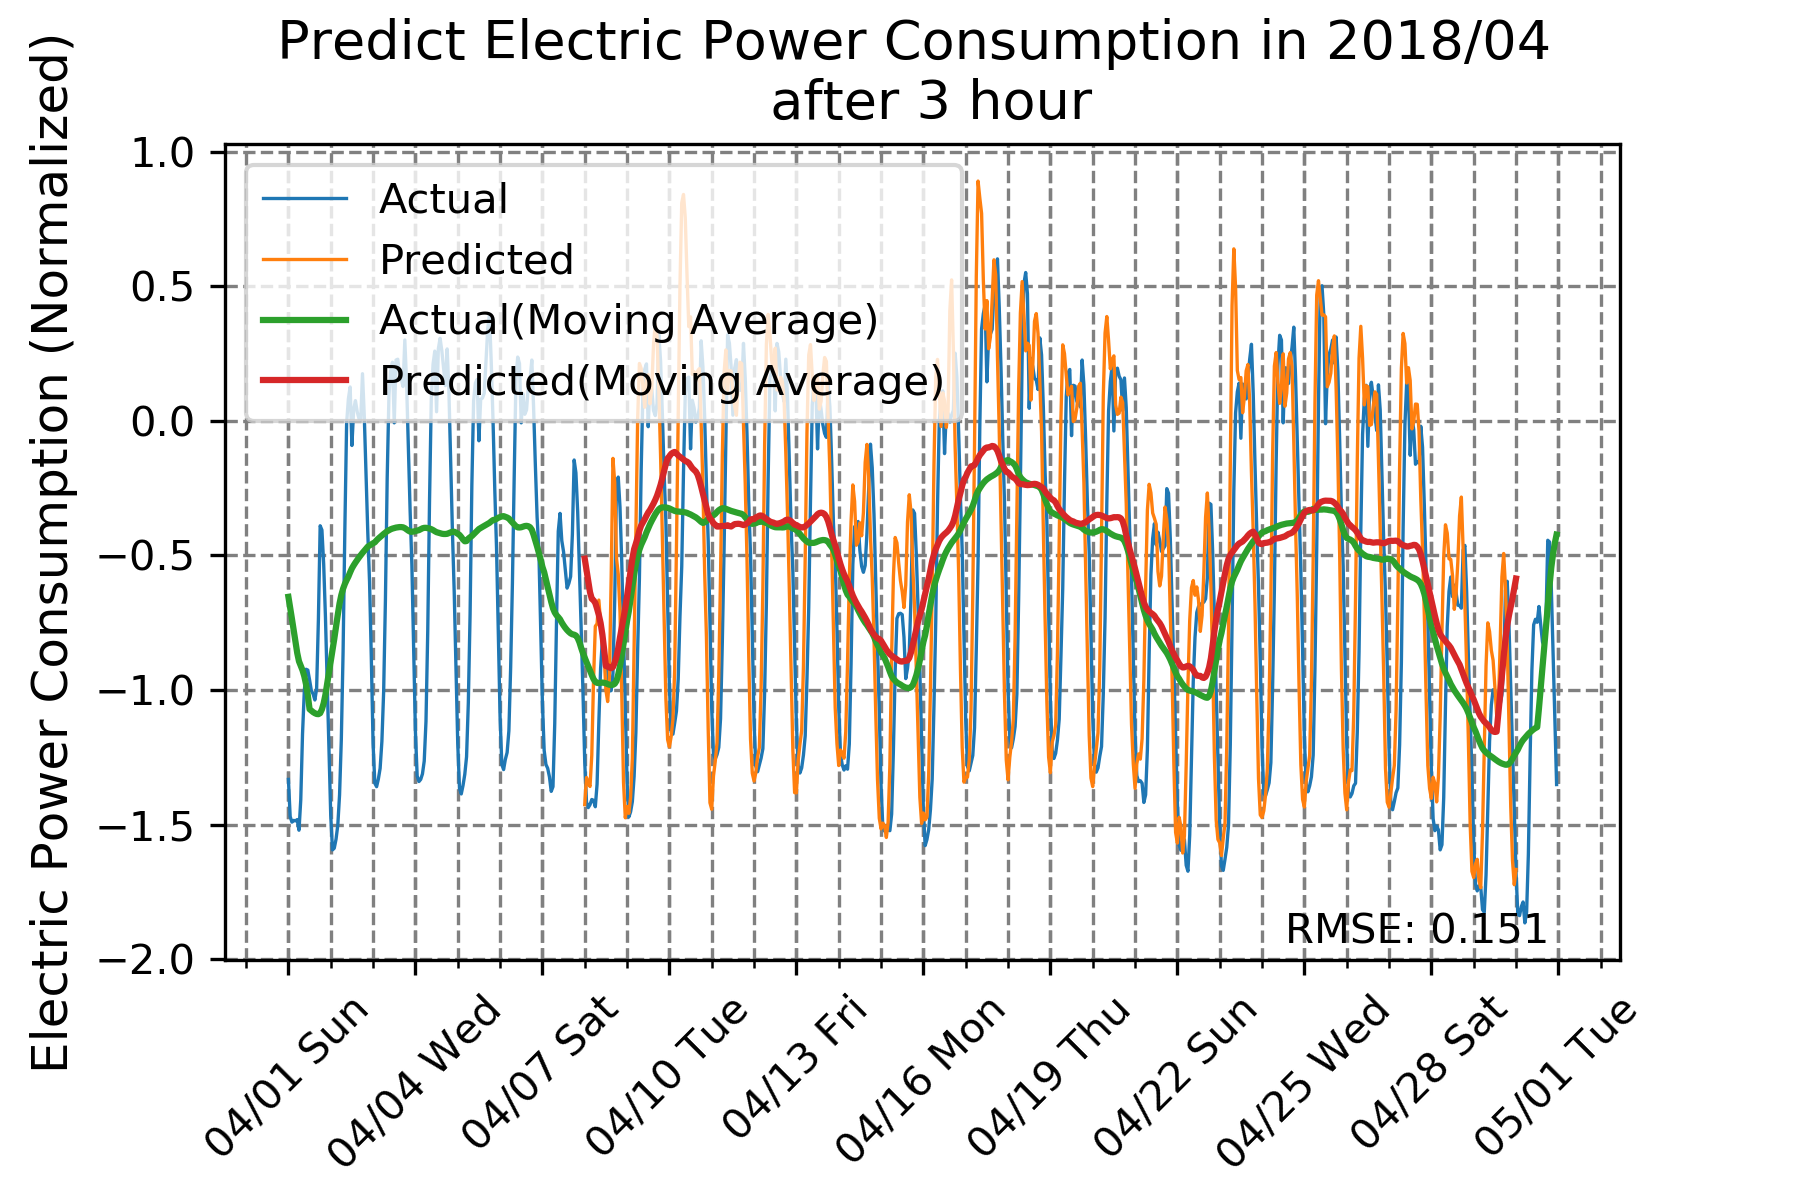 Predict Electric Power Consumption in 2018/04
after 3 hour
Electric Power Consumption (Normalized)
1.0
0.5
0.0
−0.5
−1.0
−1.5
−2.0
Actual
Predicted
Actual(Moving Average)
Predicted(Moving Average)
RMSE: 0.151
04/01 Sun
04/04 Wed
04/07 Sat
04/10 Tue
04/13 Fri
04/16 Mon
04/19 Thu
04/22 Sun
04/25 Wed
04/28 Sat
05/01 Tue